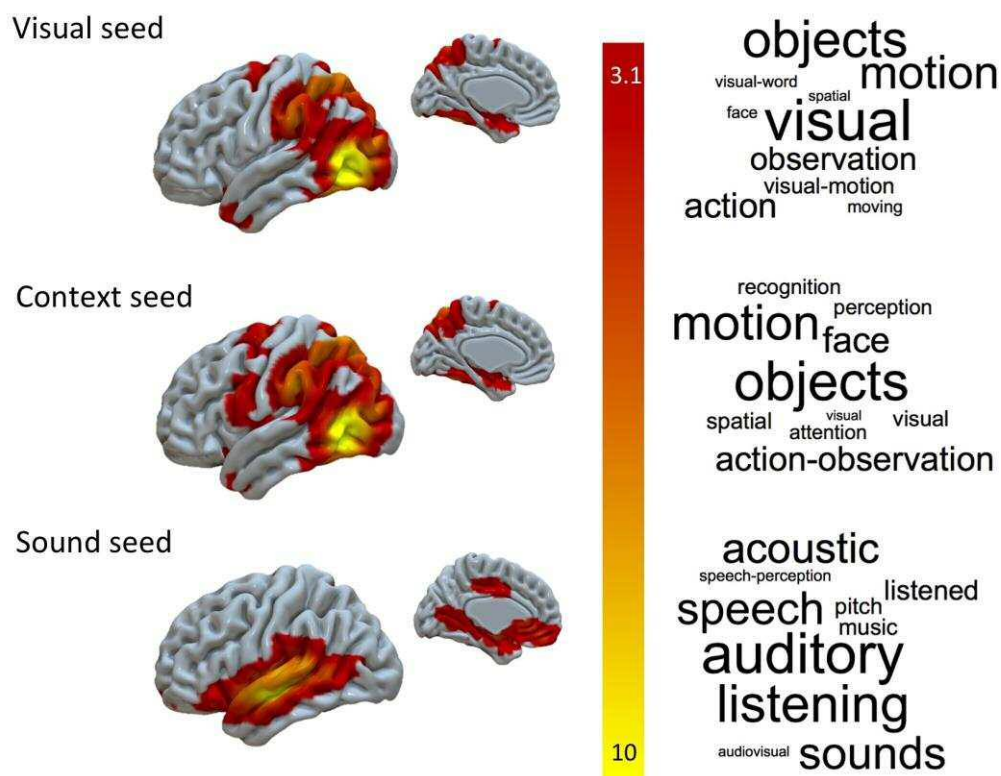 Visual seed
3.1
objects
motion
visual-word
spatial
face
visual
observation
visual-motion
action
moving
Context seed
recognition
perception
motion
face
objects
spatial
visual
visual
attention
action-observation
Sound seed
acoustic
speech-perception
listened
speech
pitch
music
auditory
listening
10
audiovisual
sounds